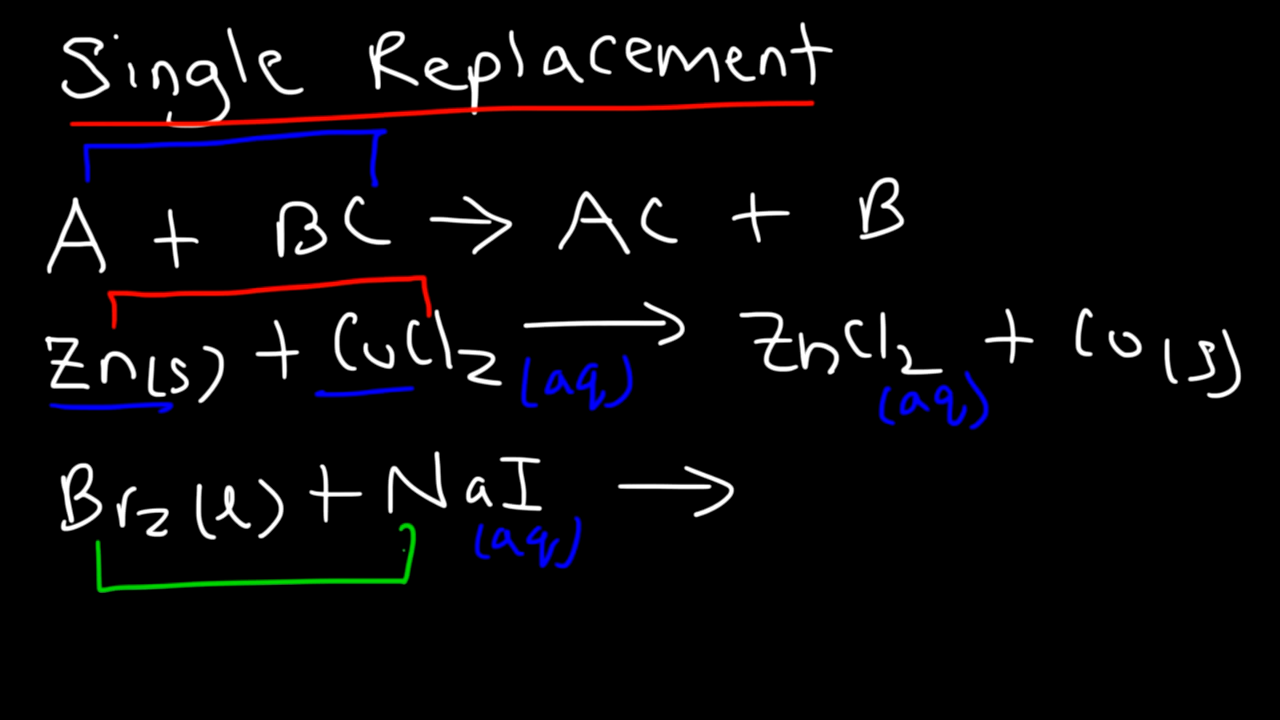 Single Replacement
A + BC → AC + B
Zn(s) + CuCl₂ (aq) → ZnCl₂ (aq) + Cu(s)
Br₂(l) + NaI (aq) →